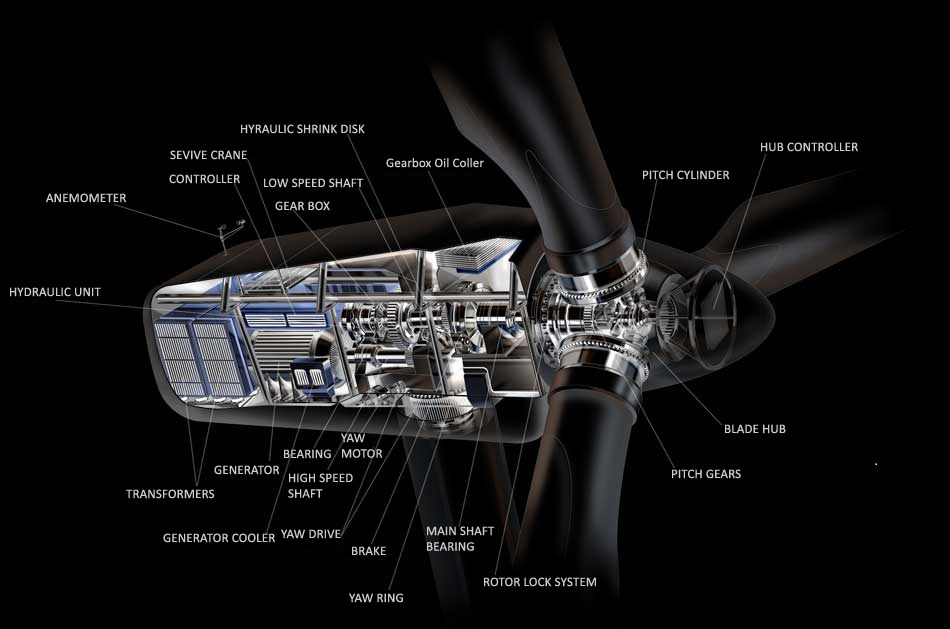 HYRAULIC SHRINK DISK
HUB CONTROLLER
SEVIVE CRANE
Gearbox Oil Coller
PITCH CYLINDER
CONTROLLER
LOW SPEED SHAFT
ANEMOMETER
GEAR BOX
HYDRAULIC UNIT
BLADE HUB
YAW
MOTOR
BEARING
GENERATOR
PITCH GEARS
HIGH SPEED
SHAFT
TRANSFORMERS
GENERATOR COOLER
YAW DRIVE
MAIN SHAFT
BEARING
BRAKE
ROTOR LOCK SYSTEM
YAW RING